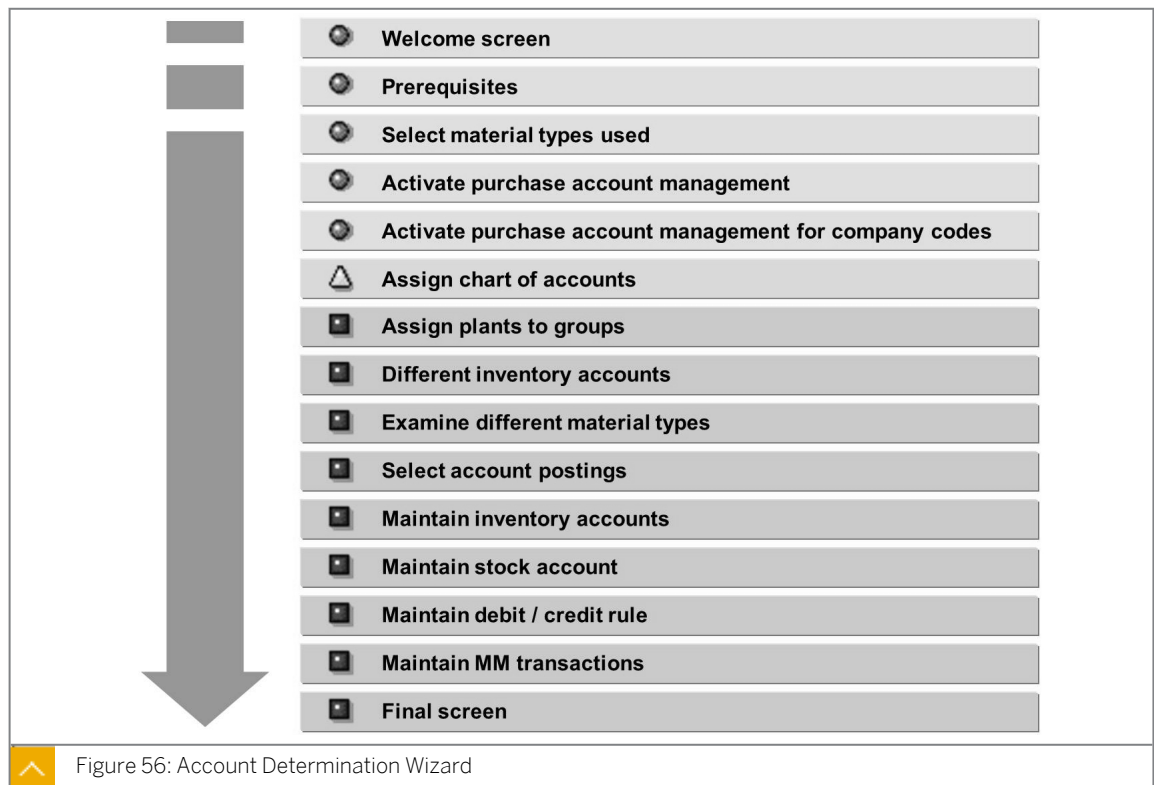 Welcome screen
Prerequisites
Select material types used
Activate purchase account management
Activate purchase account management for company codes
Assign chart of accounts
Assign plants to groups
Different inventory accounts
Examine different material types
Select account postings
Maintain inventory accounts
Maintain stock account
Maintain debit / credit rule
Maintain MM transactions
Final screen
Figure 56: Account Determination Wizard